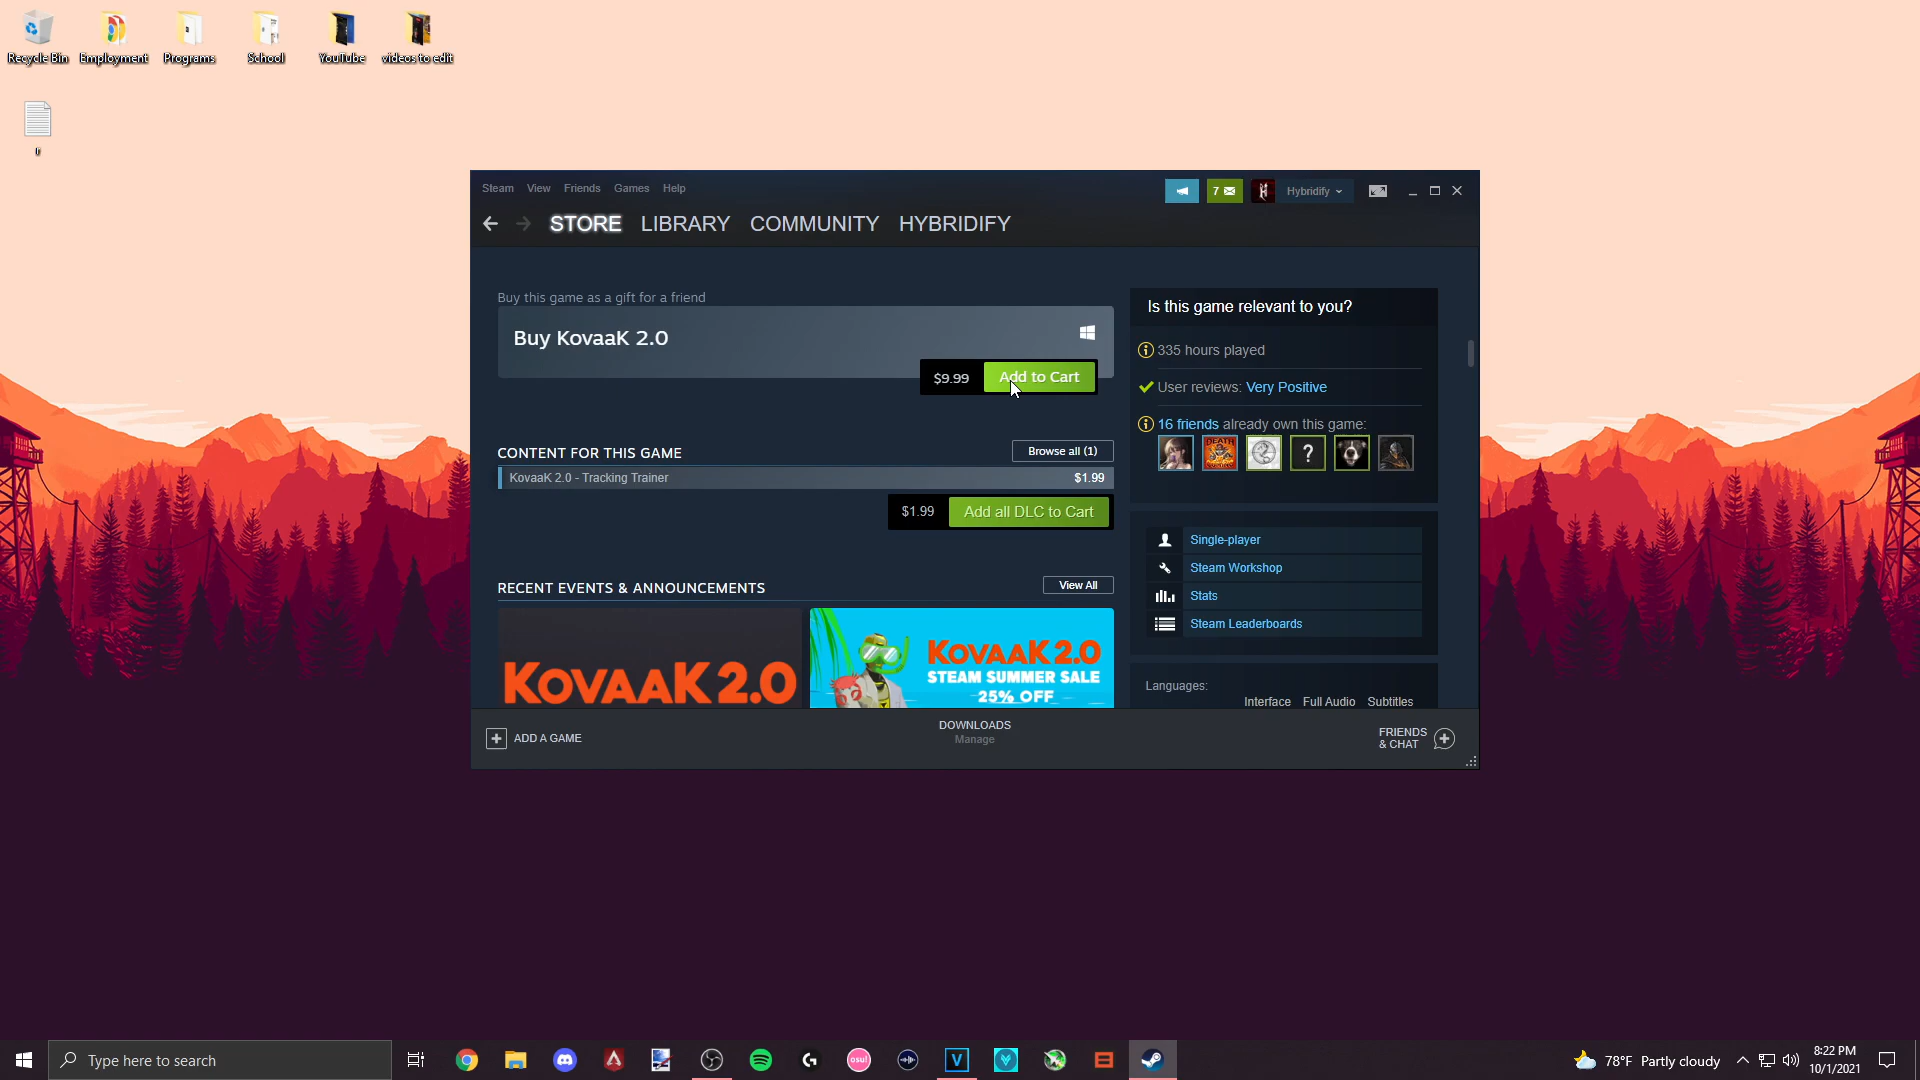 Recycle Bin
Employment
Programs
School
YouTube
videos to edit
r
Steam View Friends Games Help
7
Hybridify
STORE LIBRARY COMMUNITY HYBRIDIFY
Buy this game as a gift for a friend
Buy KovaaK 2.0
$9.99 Add to Cart
CONTENT FOR THIS GAME
Browse all (1)
KovaaK 2.0 - Tracking Trainer $1.99
$1.99 Add all DLC to Cart
RECENT EVENTS & ANNOUNCEMENTS
View All
KOVAAK 2.0
KOVAAK 2.0
STEAM SUMMER SALE
25% OFF
Is this game relevant to you?
335 hours played
User reviews: Very Positive
16 friends already own this game:
DEATH
?
Single-player
Steam Workshop
Stats
Steam Leaderboards
Languages:
Interface Full Audio Subtitles
ADD A GAME
DOWNLOADS
Manage
FRIENDS
& CHAT
Type here to search
osu!
V
78°F Partly cloudy
8:22 PM
10/1/2021